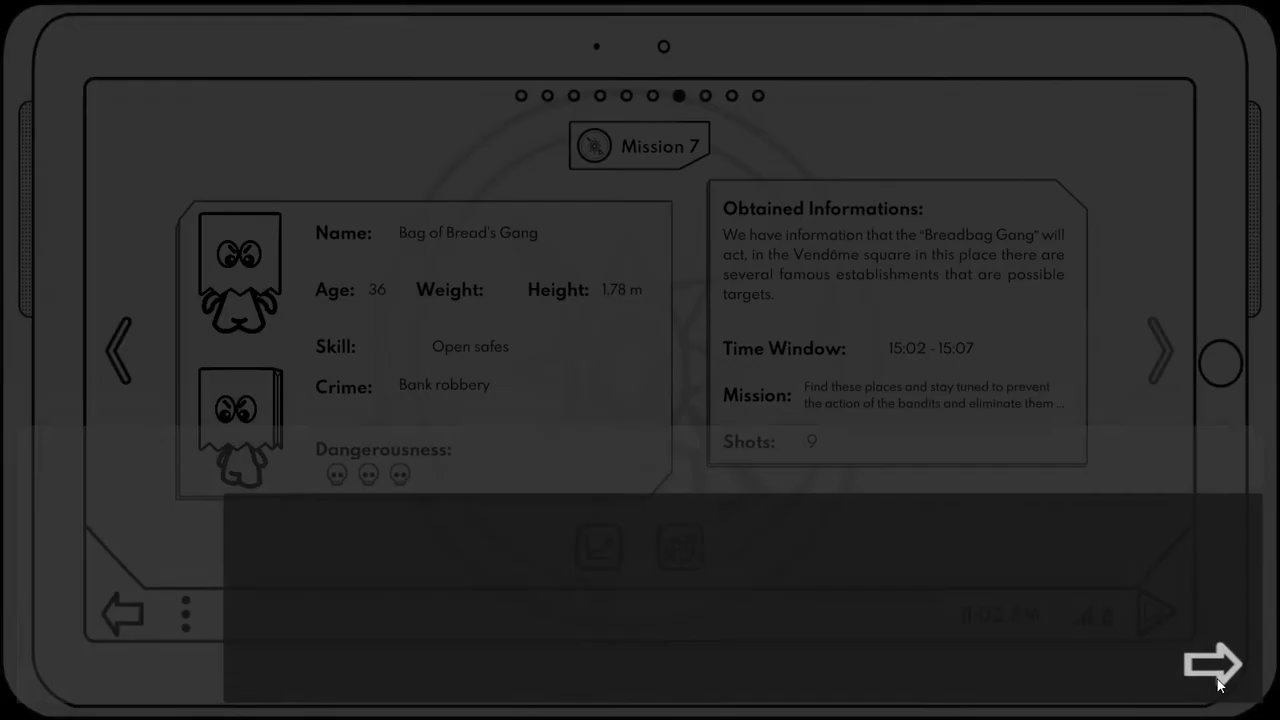 Mission 7
Name: Bag of Bread's Gang
Age: 36 Weight: Height: 1,78 m
Skill: Open safes
Crime: Bank robbery
Dangerousness:
Obtained Informations:
We have information that the "Breadbag Gang" will
act, in the Vendôme square in this place there are
several famous establishments that are possible
targets.
Time Window: 15:02 - 15:07
Mission: Find these places and stay tuned to prevent
the action of the bandits and eliminate them ...
Shots: 9